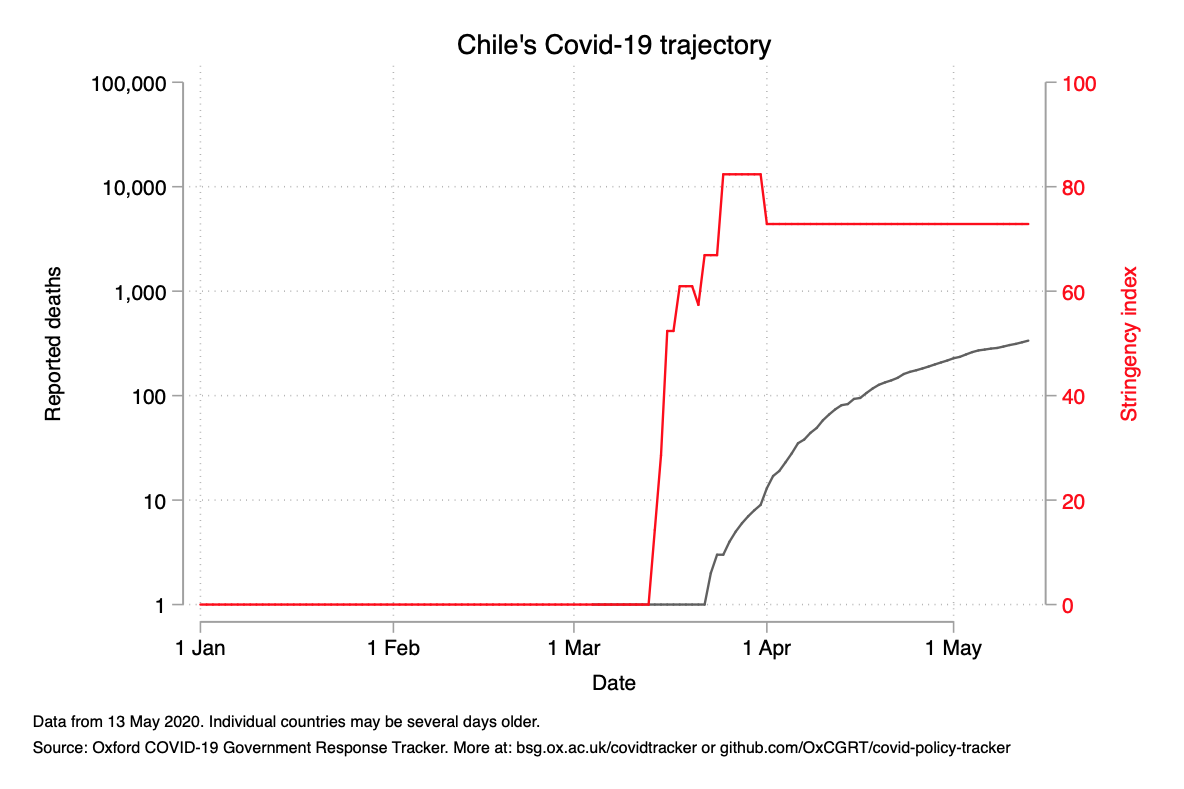 Chile's Covid-19 trajectory
100,000
10,000
1,000
100
10
1
Reported deaths
100
80
60
40
20
0
Stringency index
1 Jan
1 Feb
1 Mar
1 Apr
1 May
Date
Data from 13 May 2020. Individual countries may be several days older.
Source: Oxford COVID-19 Government Response Tracker. More at: bsg.ox.ac.uk/covidtracker or github.com/OxCGRT/covid-policy-tracker